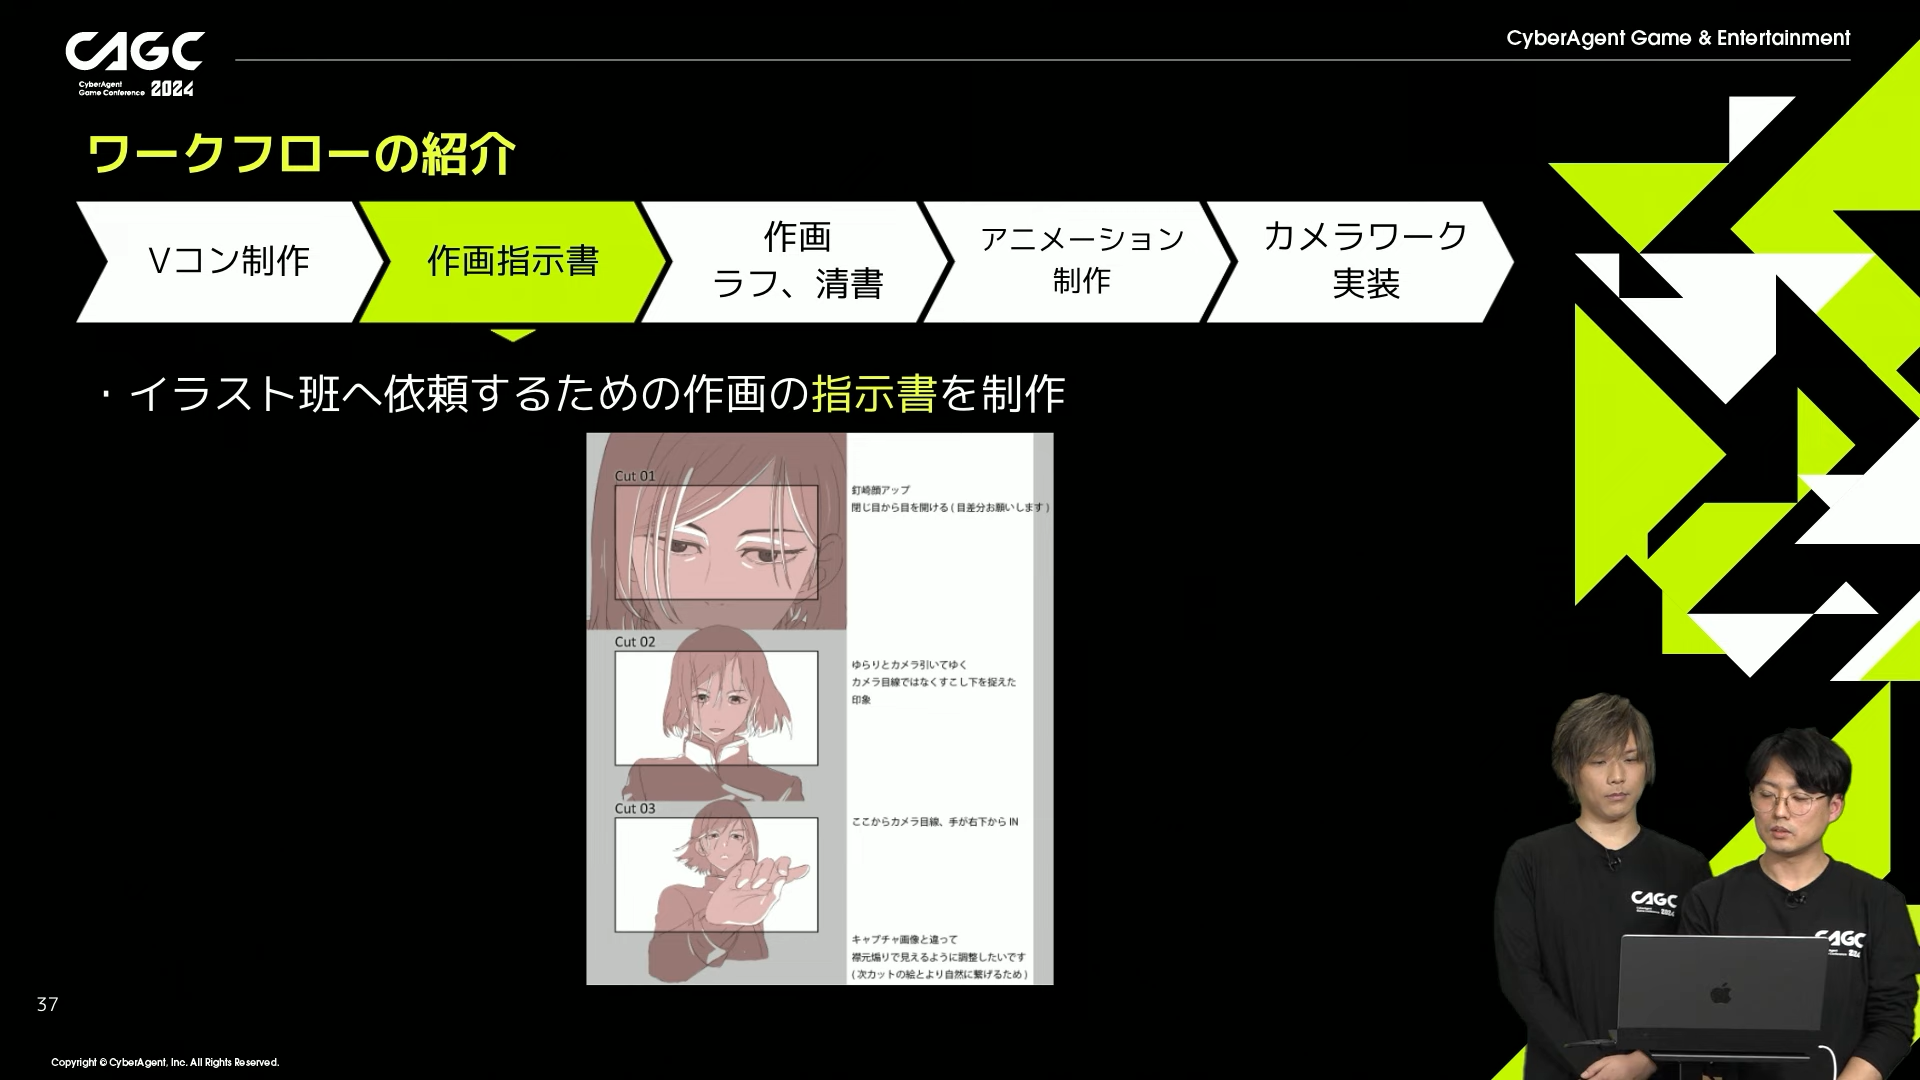 CAGC
CyberAgent
Game Conference 2024
CyberAgent Game & Entertainment
ワークフローの紹介
Vコン制作
作画指示書
作画
ラフ、清書
アニメーション
制作
カメラワーク
実装
・イラスト班へ依頼するための作画の指示書を制作
Cut 01
釘崎顔アップ
閉じ目から目を開ける ( 目差分お願いします )
Cut 02
ゆらりとカメラ引いてゆく
カメラ目線ではなくすこし下を捉えた
印象
Cut 03
ここからカメラ目線、手が右下から IN
キャプチャ画像と違って
襟元煽りで見えるように調整したいです
( 次カットの絵とより自然に繋げるため )
CAGC
2024
CAGC
37
Copyright © CyberAgent, Inc. All Rights Reserved.